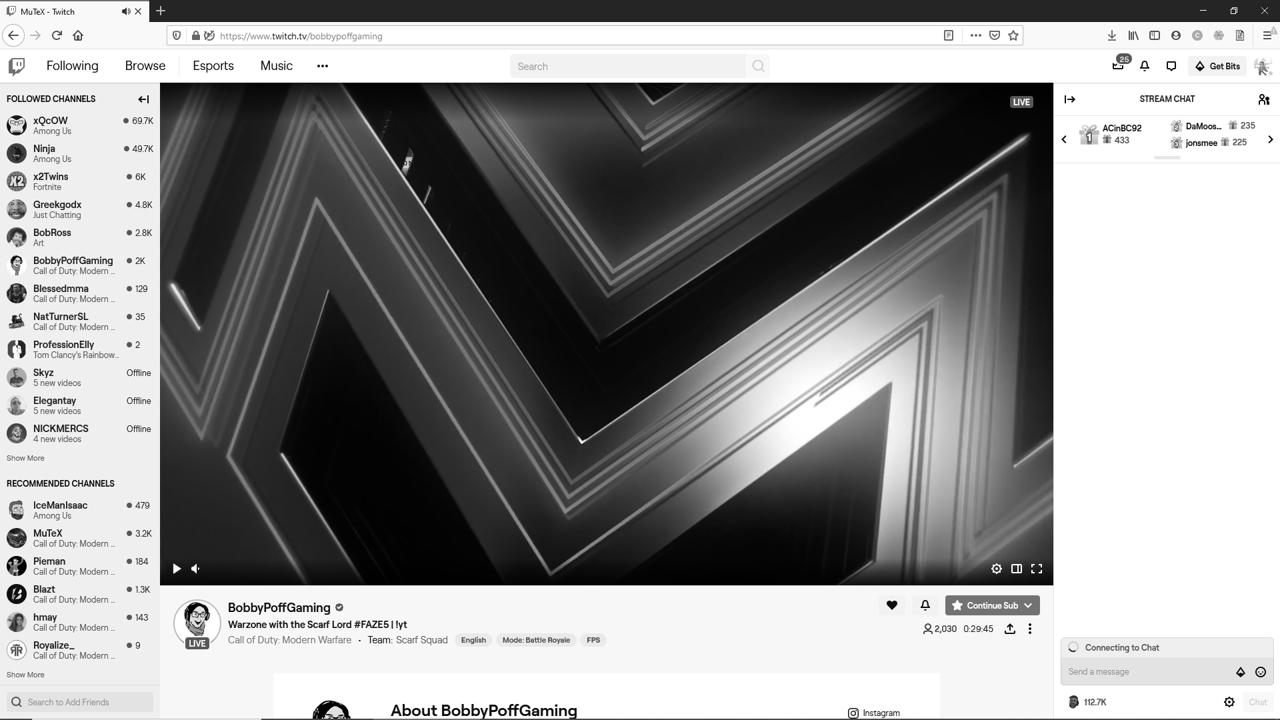 MuTeX - Twitch
https://www.twitch.tv/bobbypoffgaming
Following
Browse
Esports
Music
Search
25
Get Bits
FOLLOWED CHANNELS
xQcOW
69.7K
Among Us
Ninja
49.7K
Among Us
x2Twins
6K
Fortnite
Greekgodx
4.8K
Just Chatting
BobRoss
2.8K
Art
BobbyPoffGaming
2K
Call of Duty: Modern ...
Blessedmma
129
Call of Duty: Modern ...
NatTurnerSL
35
Call of Duty: Modern ...
ProfessionElly
2
Tom Clancy's Rainbow...
Skyz
Offline
5 new videos
Elegantay
Offline
5 new videos
NICKMERCS
Offline
4 new videos
Show More
RECOMMENDED CHANNELS
IceManIsaac
479
Among Us
MuTeX
3.2K
Call of Duty: Modern ...
Pieman
184
Call of Duty: Modern ...
Blazt
1.3K
Call of Duty: Modern ...
hmay
143
Call of Duty: Modern ...
Royalize_
9
Call of Duty: Modern ...
Show More
Search to Add Friends
LIVE
BobbyPoffGaming
Warzone with the Scarf Lord #FAZE5 | !yt
Call of Duty: Modern Warfare • Team: Scarf Squad
English
Mode: Battle Royale
FPS
LIVE
Continue Sub
2,030
0:29:45
About BobbyPoffGaming
Instagram
STREAM CHAT
1
ACinBC92
433
DaMoos...
235
jonsmee
225
Connecting to Chat
Send a message
112.7K
Chat